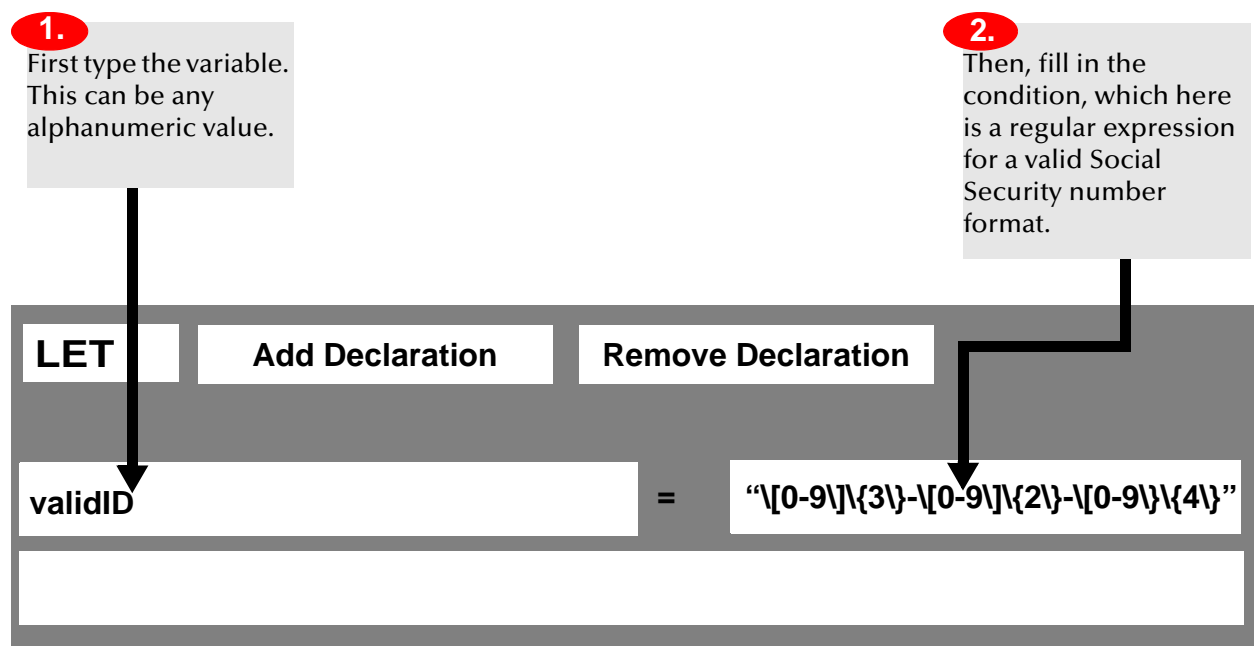 1.
First type the variable.
This can be any
alphanumeric value.
2.
Then, fill in the
condition, which here
is a regular expression
for a valid Social
Security number
format.
LET
Add Declaration
Remove Declaration
validID
=
“\[0-9\]\{3\}-\[0-9\]\{2\}-\[0-9\}\{4\}”